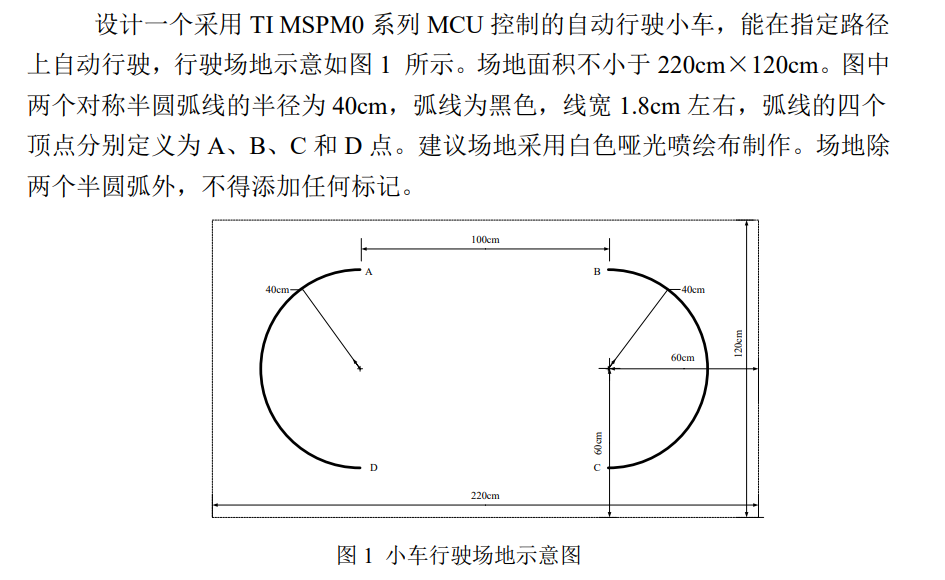 设计一个采用 TI MSPM0 系列 MCU 控制的自动行驶小车，能在指定路径
上自动行驶，行驶场地示意如图 1 所示。场地面积不小于 220cm×120cm。图中
两个对称半圆弧线的半径为 40cm，弧线为黑色，线宽 1.8cm 左右，弧线的四个
顶点分别定义为 A、B、C 和 D 点。建议场地采用白色哑光喷绘布制作。场地除
两个半圆弧外，不得添加任何标记。
100cm
A
B
40cm
40cm
120cm
60cm
60cm
D
C
220cm
图 1 小车行驶场地示意图